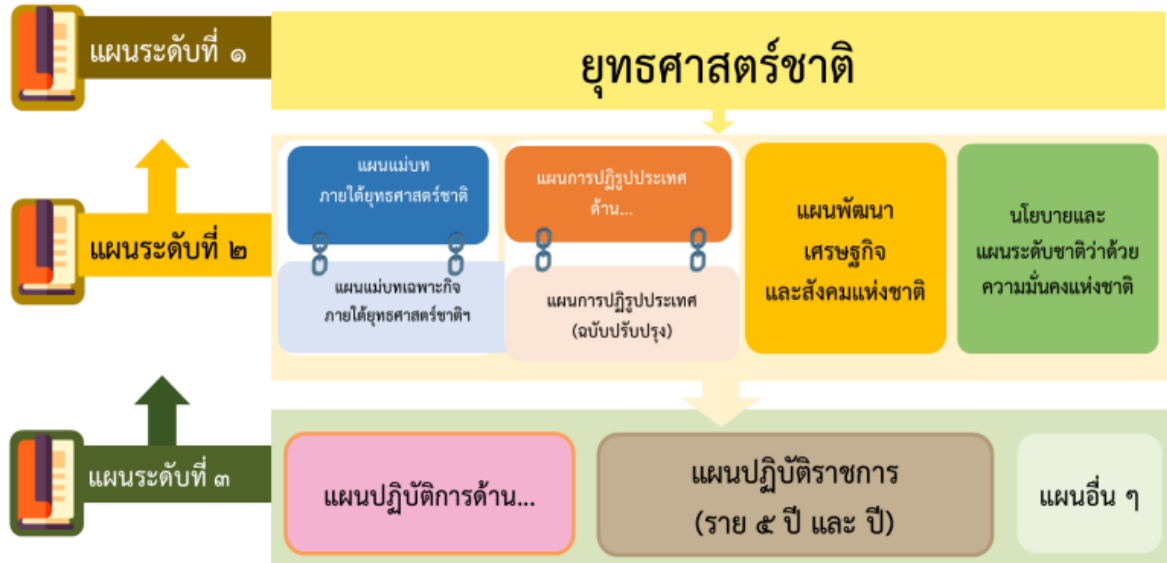 แผนระดับที่ ๑
ยุทธศาสตร์ชาติ
แผนระดับที่ ๒
แผนแม่บท
ภายใต้ยุทธศาสตร์ชาติ
แผนแม่บทเฉพาะกิจ
ภายใต้ยุทธศาสตร์ชาติฯ
แผนการปฏิรูปประเทศ
ด้าน...
แผนการปฏิรูปประเทศ
(ฉบับปรับปรุง)
แผนพัฒนา
เศรษฐกิจ
และสังคมแห่งชาติ
นโยบายและ
แผนระดับชาติว่าด้วย
ความมั่นคงแห่งชาติ
แผนระดับที่ ๓
แผนปฏิบัติการด้าน...
แผนปฏิบัติราชการ
(ราย ๕ ปี และ ปี)
แผนอื่น ๆ